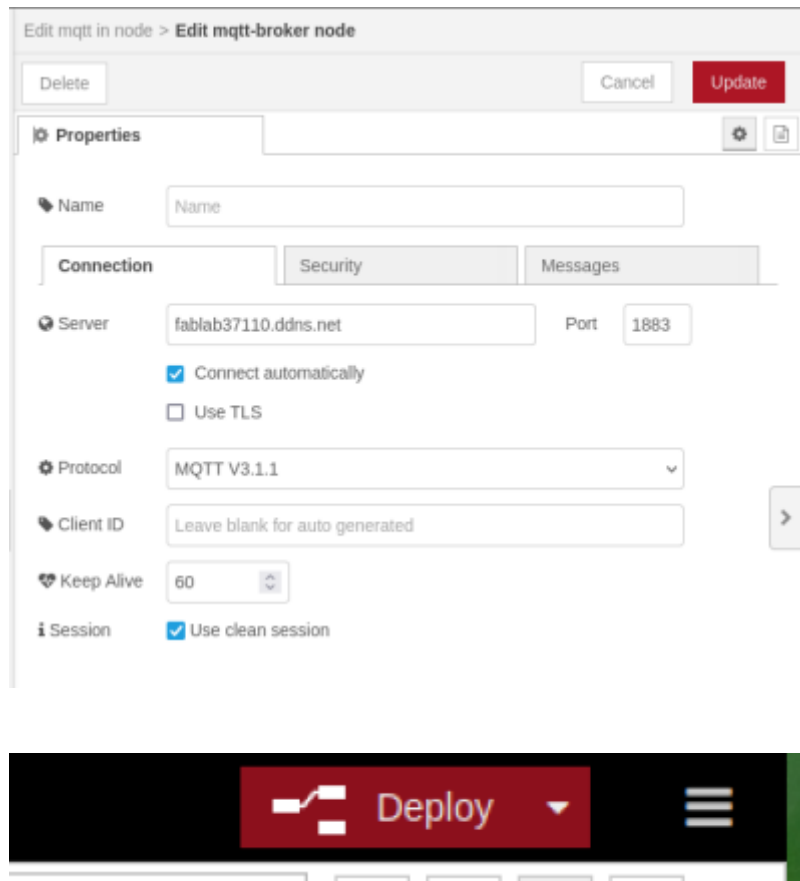 Edit mqtt in node > Edit mqtt-broker node
Delete Cancel Update
Properties
Name Name
Connection Security Messages
Server fablab37110.ddns.net Port 1883
Connect automatically
Use TLS
Protocol MQTT V3.1.1
Client ID Leave blank for auto generated
Keep Alive 60
Session Use clean session
Deploy